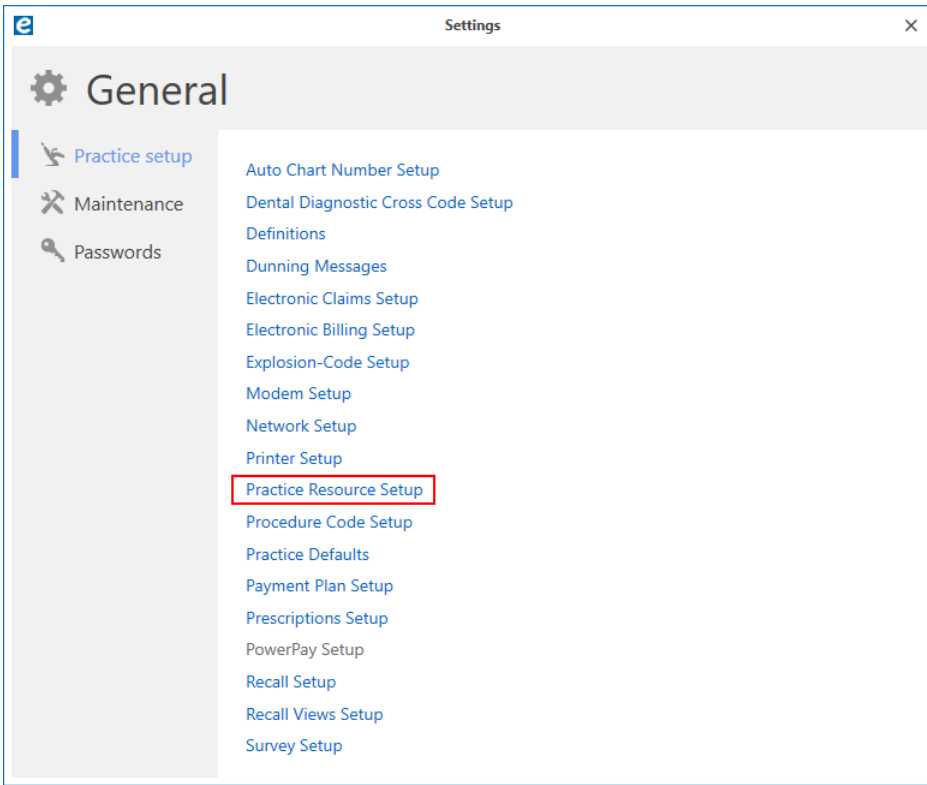 Settings
General
Practice setup
Maintenance
Passwords
Auto Chart Number Setup
Dental Diagnostic Cross Code Setup
Definitions
Dunning Messages
Electronic Claims Setup
Electronic Billing Setup
Explosion-Code Setup
Modem Setup
Network Setup
Printer Setup
Practice Resource Setup
Procedure Code Setup
Practice Defaults
Payment Plan Setup
Prescriptions Setup
PowerPay Setup
Recall Setup
Recall Views Setup
Survey Setup